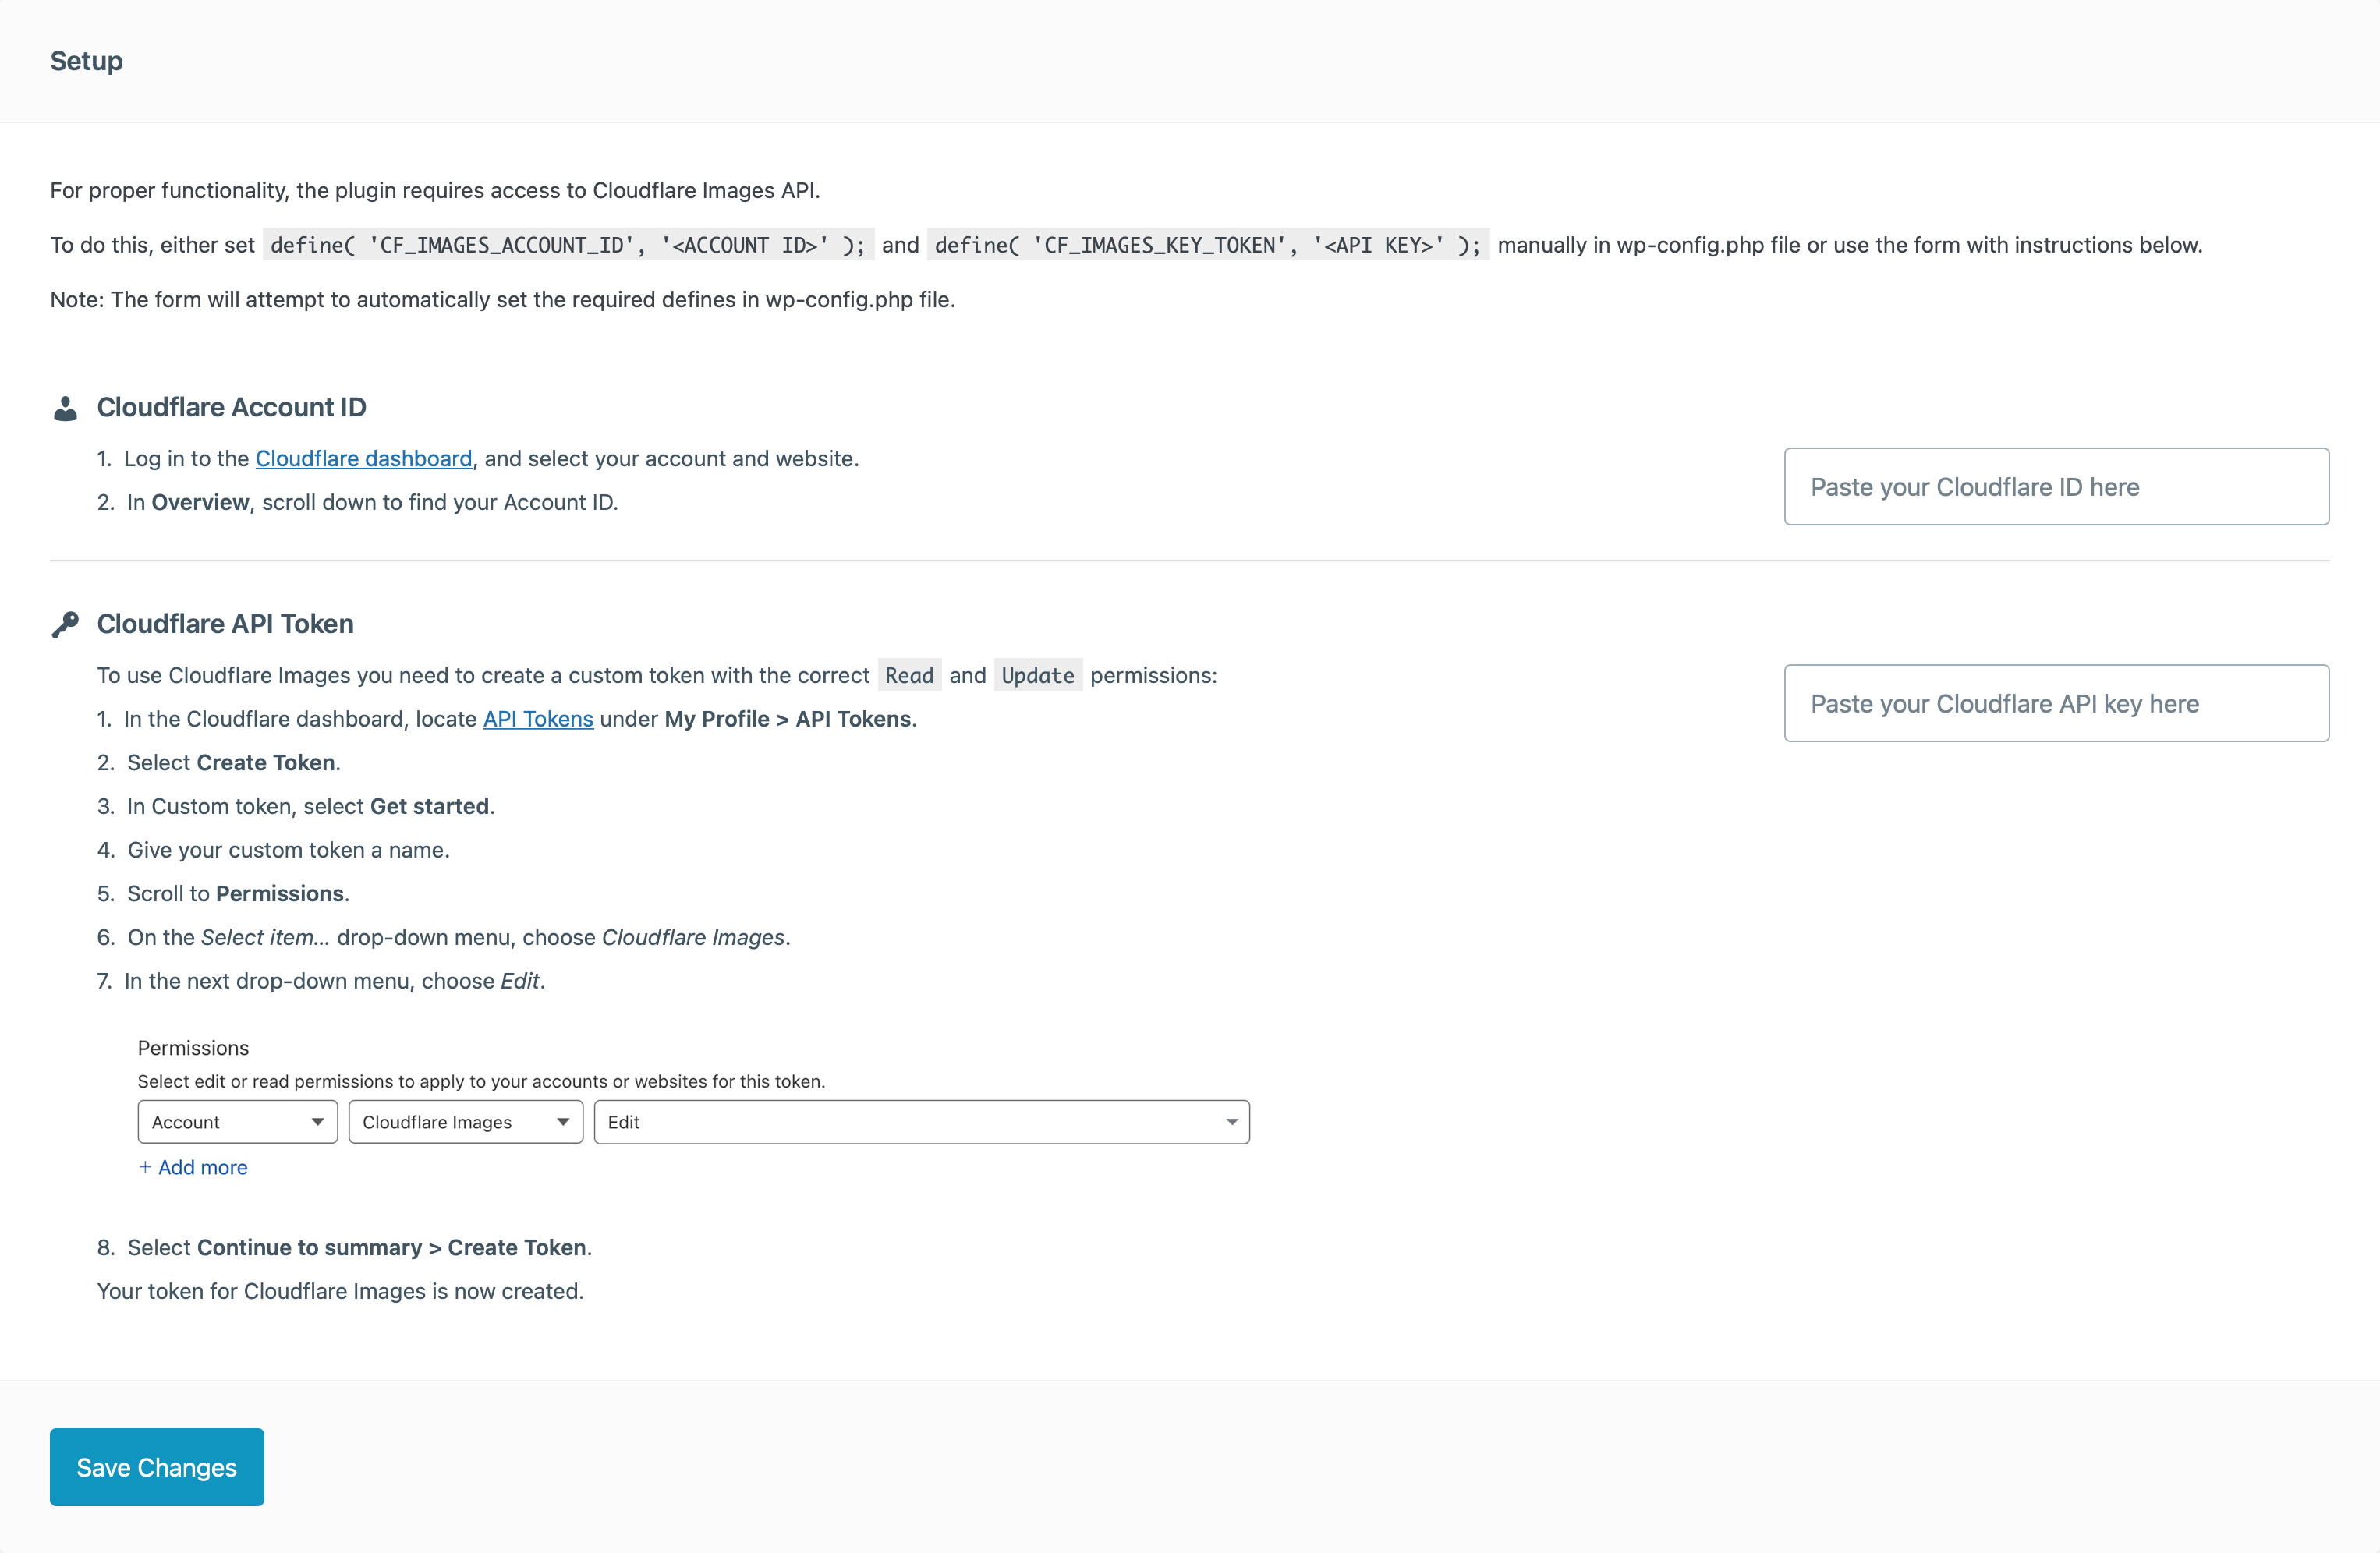 Setup
For proper functionality, the plugin requires access to Cloudflare Images API.
To do this, either set define( 'CF_IMAGES_ACCOUNT_ID', '<ACCOUNT ID>' ); and define( 'CF_IMAGES_KEY_TOKEN', '<API KEY>' ); manually in wp-config.php file or use the form with instructions below.
Note: The form will attempt to automatically set the required defines in wp-config.php file.
Cloudflare Account ID
1. Log in to the Cloudflare dashboard, and select your account and website.
Paste your Cloudflare ID here
2. In Overview, scroll down to find your Account ID.
Cloudflare API Token
To use Cloudflare Images you need to create a custom token with the correct Read and Update permissions:
Paste your Cloudflare API key here
1. In the Cloudflare dashboard, locate API Tokens under My Profile > API Tokens.
2. Select Create Token.
3. In Custom token, select Get started.
4. Give your custom token a name.
5. Scroll to Permissions.
6. On the Select item... drop-down menu, choose Cloudflare Images.
7. In the next drop-down menu, choose Edit.
Permissions
Select edit or read permissions to apply to your accounts or websites for this token.
Account Cloudflare Images Edit
+ Add more
8. Select Continue to summary > Create Token.
Your token for Cloudflare Images is now created.
Save Changes